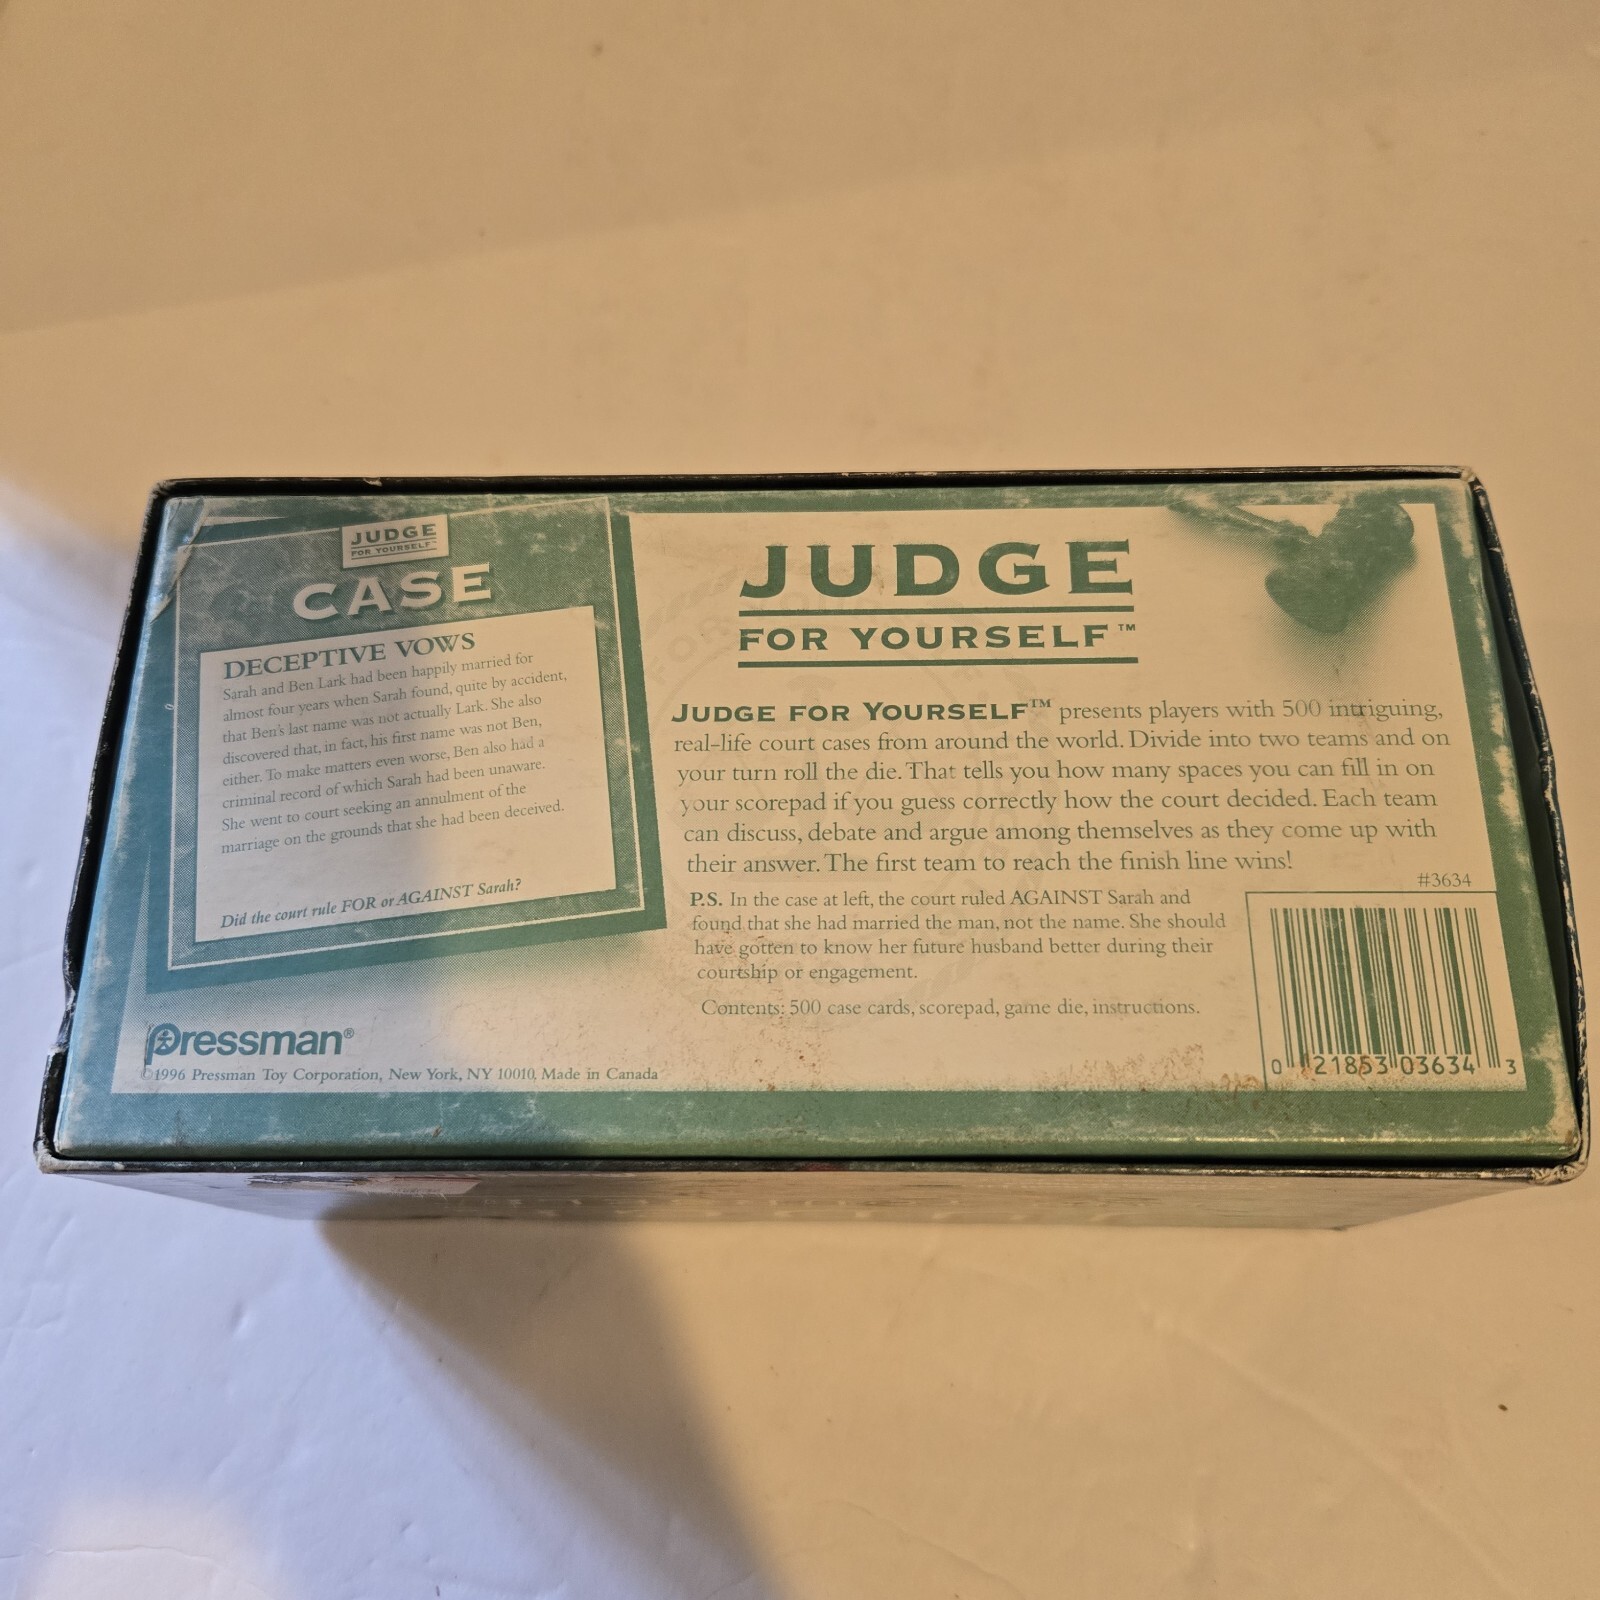 JUDGE
FOR YOURSELF™
CASE
DECEPTIVE VOWS
Sarah and Ben Lark had been happily married for
almost four years when Sarah found, quite by accident,
that Ben's last name was not actually Lark. She also
discovered that, in fact, his first name was not Ben,
either. To make matters even worse, Ben also had a
criminal record of which Sarah had been unaware.
She went to court seeking an annulment of the
marriage on the grounds that she had been deceived.
Did the court rule FOR or AGAINST Sarah?
Pressman®
©1996 Pressman Toy Corporation, New York, NY 10010, Made in Canada
JUDGE
FOR YOURSELF™
JUDGE FOR YOURSELF™ presents players with 500 intriguing,
real-life court cases from around the world. Divide into two teams and on
your turn roll the die. That tells you how many spaces you can fill in on
your scorepad if you guess correctly how the court decided. Each team
can discuss, debate and argue among themselves as they come up with
their answer. The first team to reach the finish line wins!
#3634
P.S. In the case at left, the court ruled AGAINST Sarah and
found that she had married the man, not the name. She should
have gotten to know her future husband better during their
courtship or engagement.
Contents: 500 case cards, scorepad, game die, instructions.
0 21853 03634 3